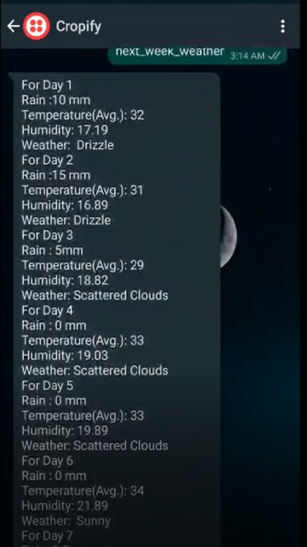 Cropify
next_week_weather
3:14 AM
For Day 1
Rain :10 mm
Temperature(Avg.): 32
Humidity: 17.19
Weather:  Drizzle
For Day 2
Rain :15 mm
Temperature(Avg.): 31
Humidity: 16.89
Weather: Drizzle
For Day 3
Rain : 5mm
Temperature(Avg.): 29
Humidity: 18.82
Weather: Scattered Clouds
For Day 4
Rain : 0 mm
Temperature(Avg.): 33
Humidity: 19.03
Weather: Scattered Clouds
For Day 5
Rain : 0 mm
Temperature(Avg.): 33
Humidity: 19.89
Weather: Scattered Clouds
For Day 6
Rain : 0 mm
Temperature(Avg.): 34
Humidity: 21.89
Weather:  Sunny
For Day 7